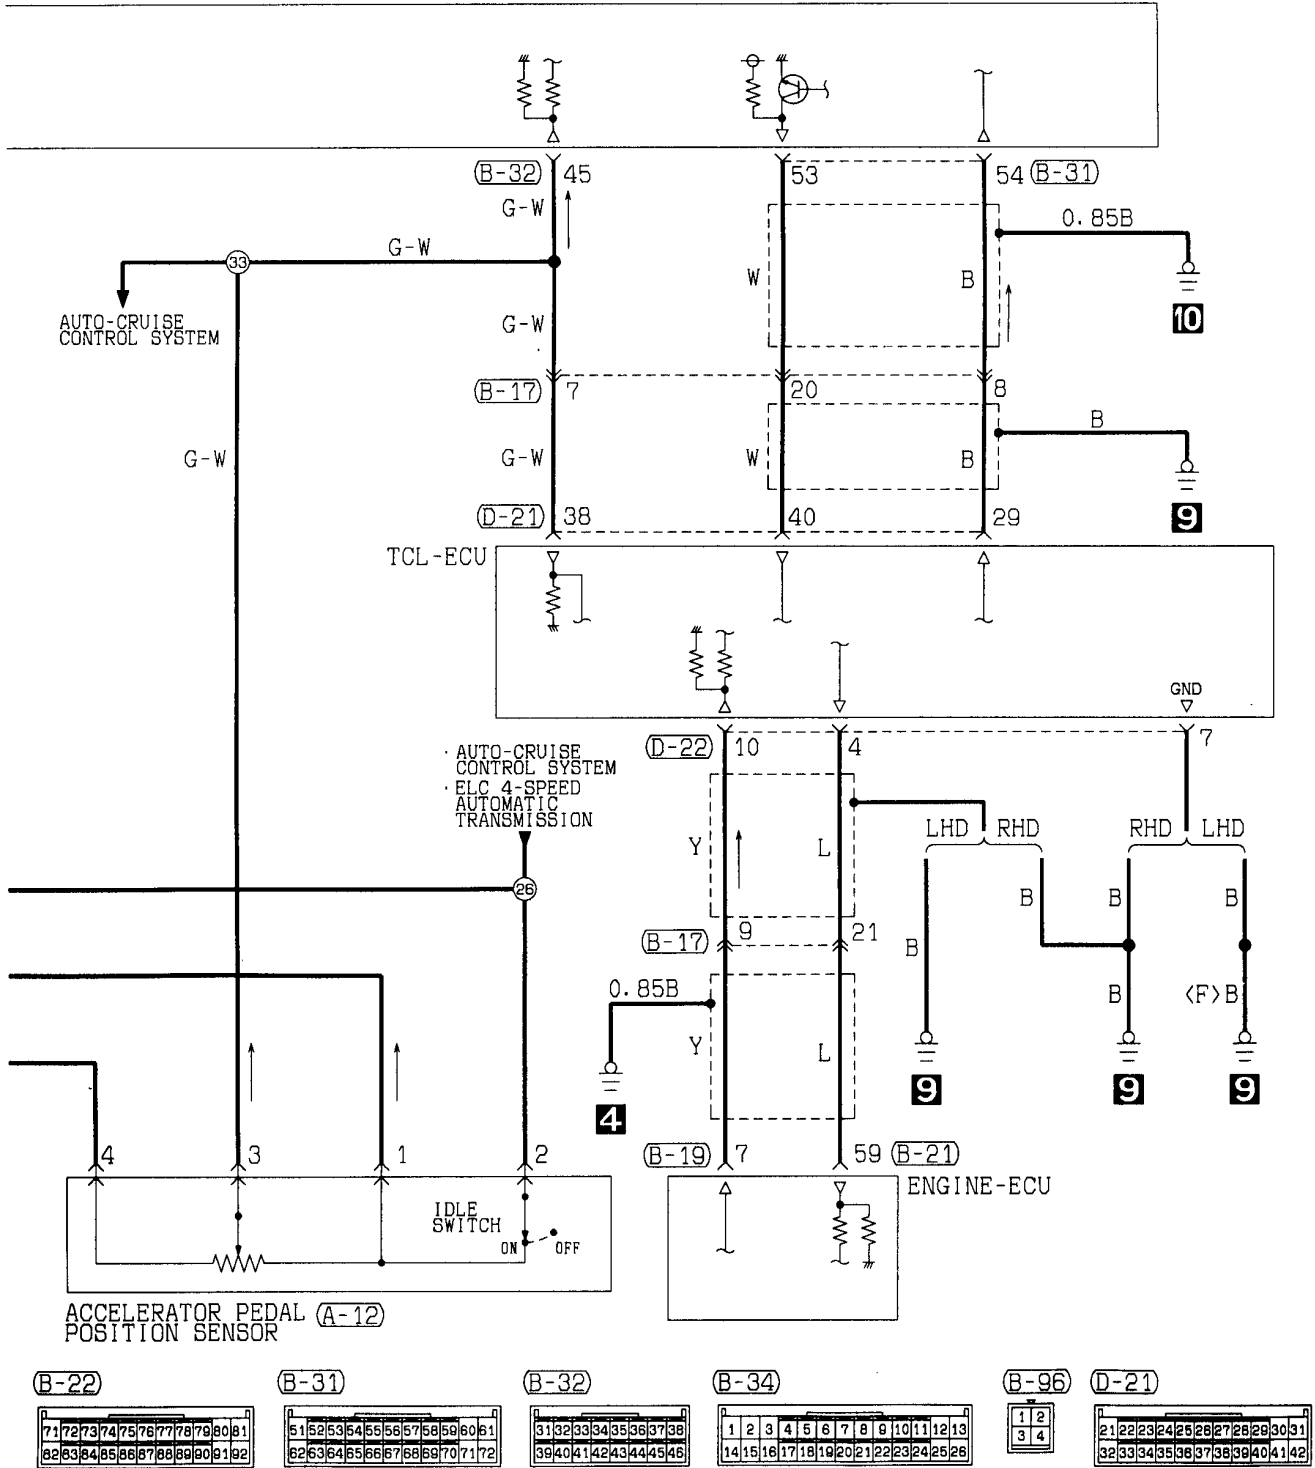 (B-32) 45 53 54 (B-31)
G-W
0.85B
33 G-W
W B
AUTO-CRUISE
CONTROL SYSTEM
G-W
10
(B-17) 7 20 8
B
G-W G-W W B
9
(D-21) 38 40 29
TCL-ECU
GND
(D-22) 10 4 7
· AUTO-CRUISE
CONTROL SYSTEM
· ELC 4-SPEED
AUTOMATIC
TRANSMISSION
LHD RHD RHD LHD
Y L
26
B B B
(B-17) 9 21
B
0.85B
B <F>B
Y L
9 9 9
4
4 3 1 2
(B-19) 7 59 (B-21)
ENGINE-ECU
IDLE
SWITCH
ON OFF
ACCELERATOR PEDAL (A-12)
POSITION SENSOR
(B-22) (B-31) (B-32) (B-34) (B-96) (D-21)
71 72 73 74 75 76 77 78 79 80 81
82 83 84 85 86 87 88 89 90 91 92
51 52 53 54 55 56 57 58 59 60 61
62 63 64 65 66 67 68 69 70 71 72
31 32 33 34 35 36 37 38
39 40 41 42 43 44 45 46
1 2 3 4 5 6 7 8 9 10 11 12 13
14 15 16 17 18 19 20 21 22 23 24 25 26
1 2
3 4
21 22 23 24 25 26 27 28 29 30 31
32 33 34 35 36 37 38 39 40 41 42